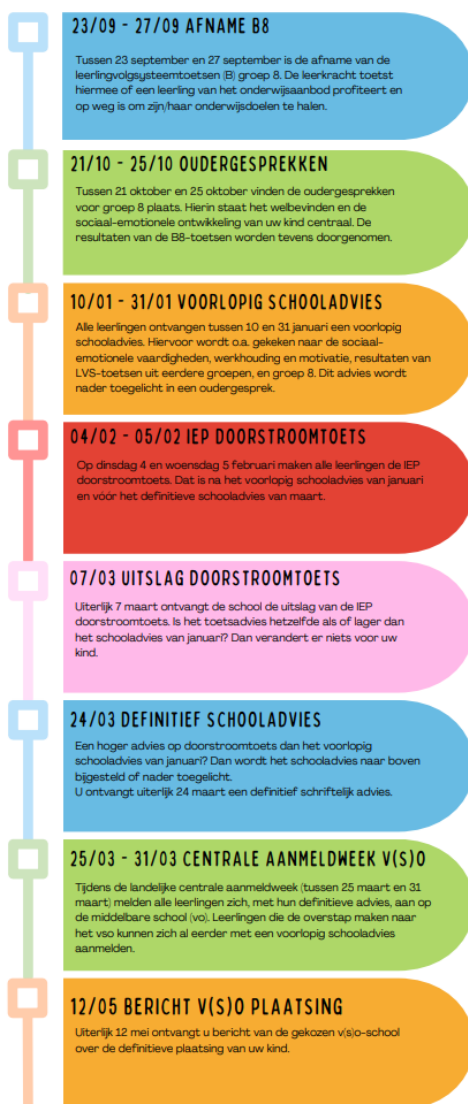 23/09 - 27/09 AFNAME B8
Tussen 23 september en 27 september is de afname van de
leerlingvolgsysteemtoetsen (B) groep 8. De leerkracht toetst
hiermee of een leerling van het onderwijsaanbod profiteert en
op weg is om zijn/haar onderwijsdoelen te halen.
21/10 - 25/10 OUDERGESPREKKEN
Tussen 21 oktober en 25 oktober vinden de oudergesprekken
voor groep 8 plaats. Hierin staat het welbevinden en de
sociaal-emotionele ontwikkeling van uw kind centraal. De
resultaten van de B8-toetsen worden tevens doorgenomen.
10/01 - 31/01 VOORLOPIG SCHOOLADVIES
Alle leerlingen ontvangen tussen 10 en 31 januari een voorlopig
schooladvies. Hiervoor wordt o.a. gekeken naar de sociaal-
emotionele vaardigheden, werkhouding en motivatie, resultaten van
LVS-toetsen uit eerdere groepen, en groep 8. Dit advies wordt
nader toegelicht in een oudergesprek.
04/02 - 05/02 IEP DOORSTROOMTOETS
Op dinsdag 4 en woensdag 5 februari maken alle leerlingen de IEP
doorstroomtoets. Dat is na het voorlopig schooladvies van januari
en vóór het definitieve schooladvies van maart.
07/03 UITSLAG DOORSTROOMTOETS
Uiterlijk 7 maart ontvangt de school de uitslag van de IEP
doorstroomtoets. Is het toetsadvies hetzelfde als of lager dan
het schooladvies van januari? Dan verandert er niets voor uw
kind.
24/03 DEFINITIEF SCHOOLADVIES
Een hoger advies op doorstroomtoets dan het voorlopig
schooladvies van januari? Dan wordt het schooladvies naar boven
bijgesteld of nader toegelicht.
U ontvangt uiterlijk 24 maart een definitief schriftelijk advies.
25/03 - 31/03 CENTRALE AANMELDWEEK V(S)O
Tijdens de landelijke centrale aanmeldweek (tussen 25 maart en 31
maart) melden alle leerlingen zich, met hun definitieve advies, aan op
de middelbare school (vo). Leerlingen die de overstap maken naar
het vso kunnen zich al eerder met een voorlopig schooladvies
aanmelden.
12/05 BERICHT V(S)O PLAATSING
Uiterlijk 12 mei ontvangt u bericht van de gekozen v(s)o-school
over de definitieve plaatsing van uw kind.